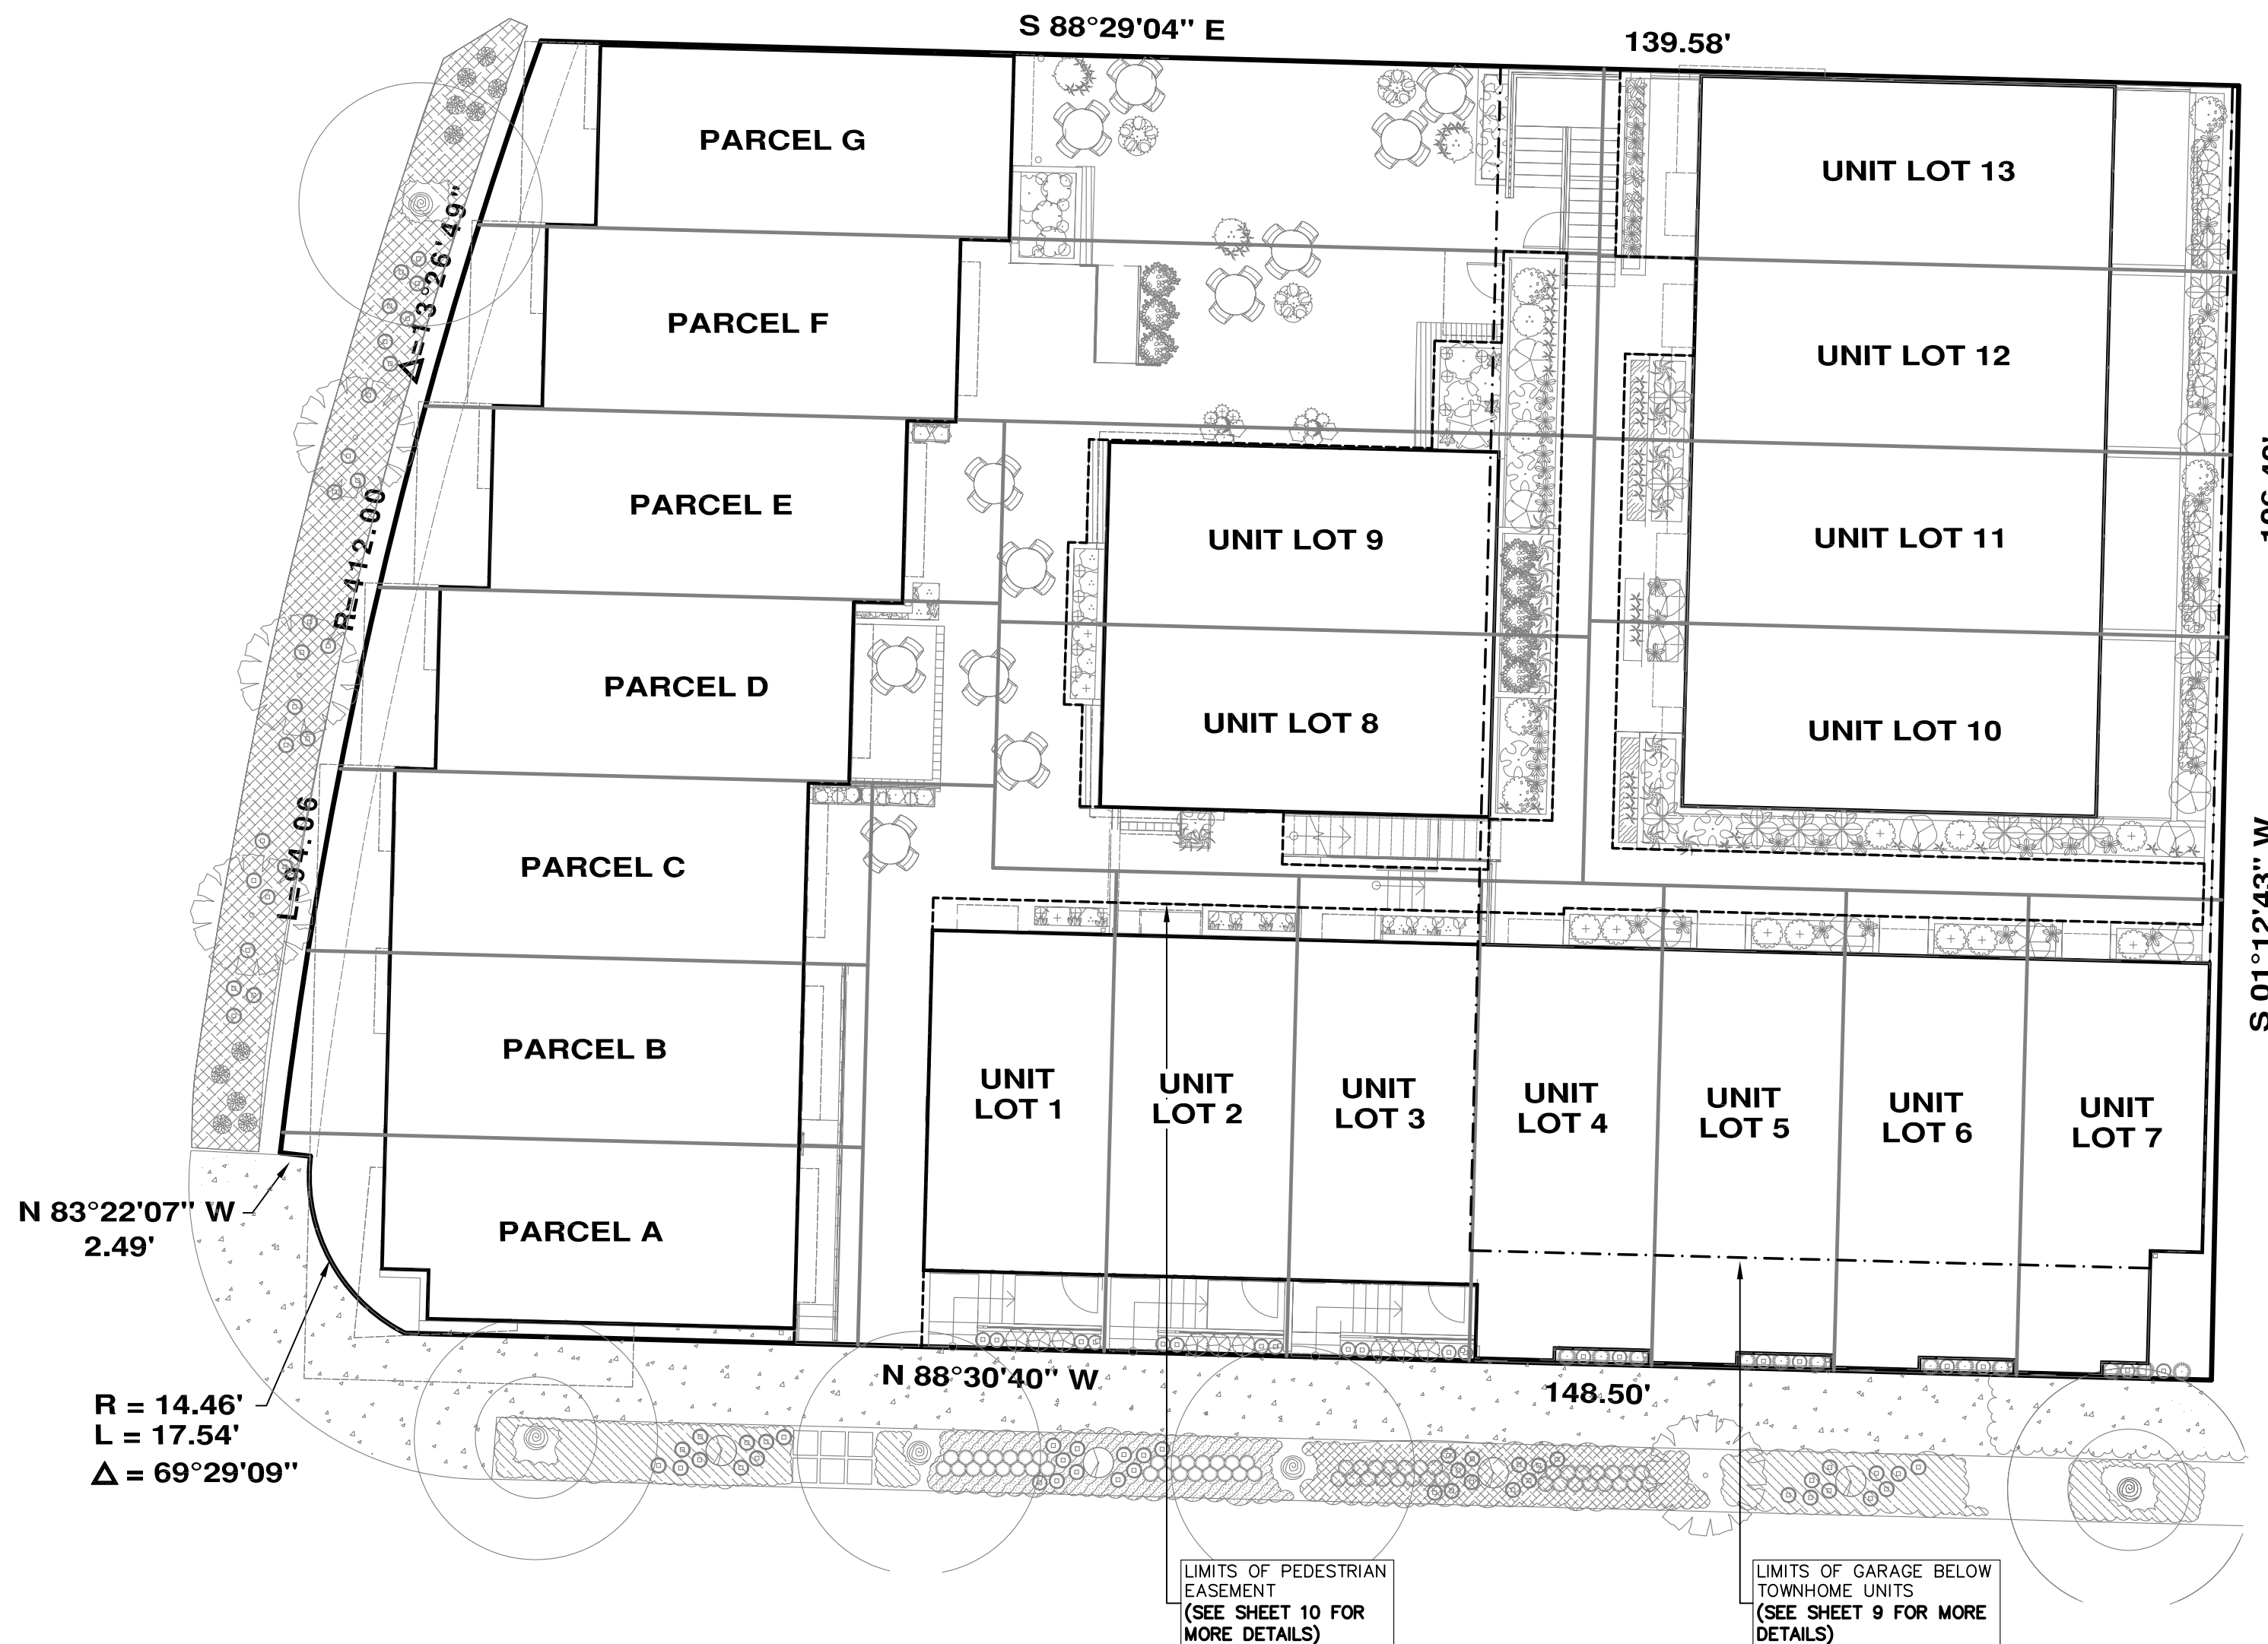 S 88°29'04" E
139.58'
PARCEL G
UNIT LOT 13
Δ=13°26'49"
PARCEL F
UNIT LOT 12
R=412.00
PARCEL E
UNIT LOT 9
UNIT LOT 11
PARCEL D
UNIT LOT 8
UNIT LOT 10
L=94.06
PARCEL C
S 01°12'43" W
PARCEL B
UNIT
LOT 1
UNIT
LOT 2
UNIT
LOT 3
UNIT
LOT 4
UNIT
LOT 5
UNIT
LOT 6
UNIT
LOT 7
N 83°22'07" W
2.49'
PARCEL A
N 88°30'40" W
148.50'
R = 14.46'
L = 17.54'
Δ = 69°29'09"
LIMITS OF PEDESTRIAN
EASEMENT
(SEE SHEET 10 FOR
MORE DETAILS)
LIMITS OF GARAGE BELOW
TOWNHOME UNITS
(SEE SHEET 9 FOR MORE
DETAILS)